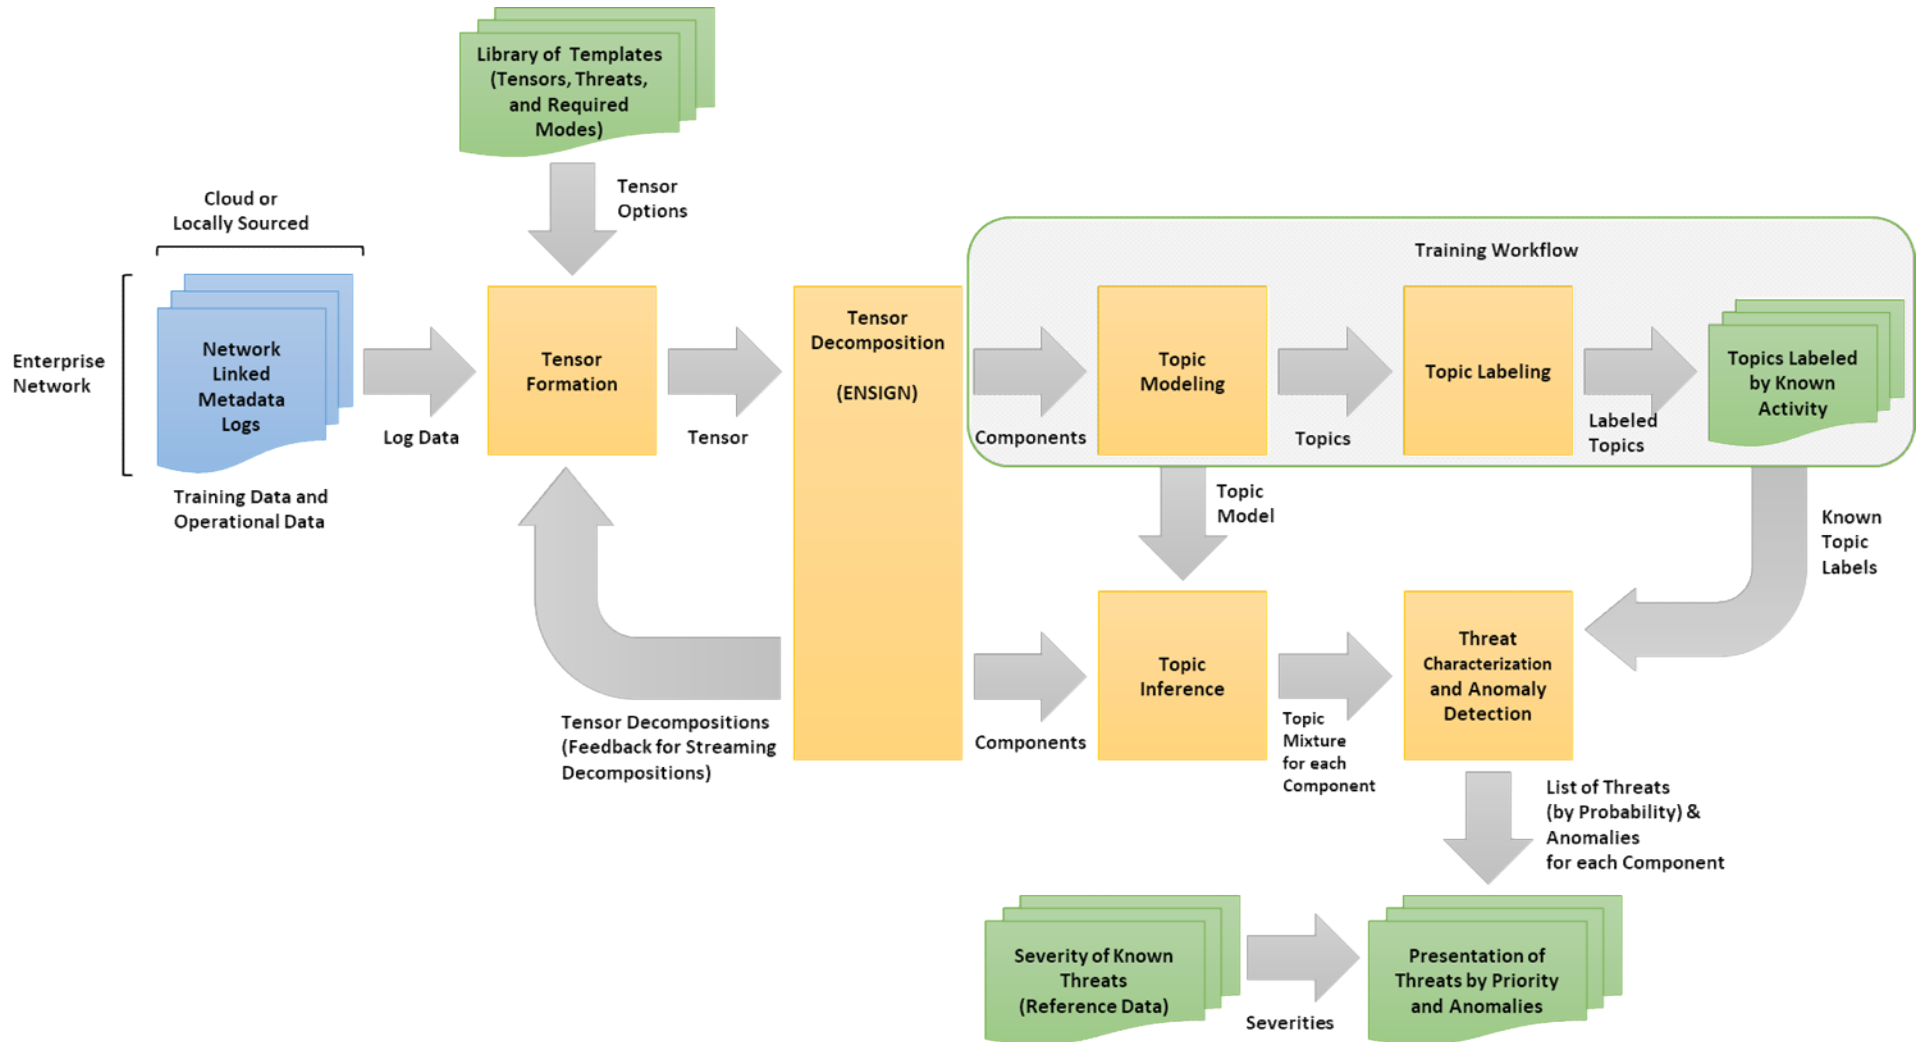 Library of Templates
(Tensors, Threats,
and Required
Modes)
Tensor
Options
Cloud or
Locally Sourced
Enterprise
Network
Network
Linked
Metadata
Logs
Training Data and
Operational Data
Log Data
Tensor
Formation
Tensor
Tensor
Decomposition
(ENSIGN)
Training Workflow
Components
Topic
Modeling
Topics
Topic Labeling
Labeled
Topics
Topics Labeled
by Known
Activity
Topic
Model
Known
Topic
Labels
Tensor Decompositions
(Feedback for Streaming
Decompositions)
Components
Topic
Inference
Topic
Mixture
for each
Component
Threat
Characterization
and Anomaly
Detection
List of Threats
(by Probability) &
Anomalies
for each Component
Severity of Known
Threats
(Reference Data)
Severities
Presentation of
Threats by Priority
and Anomalies